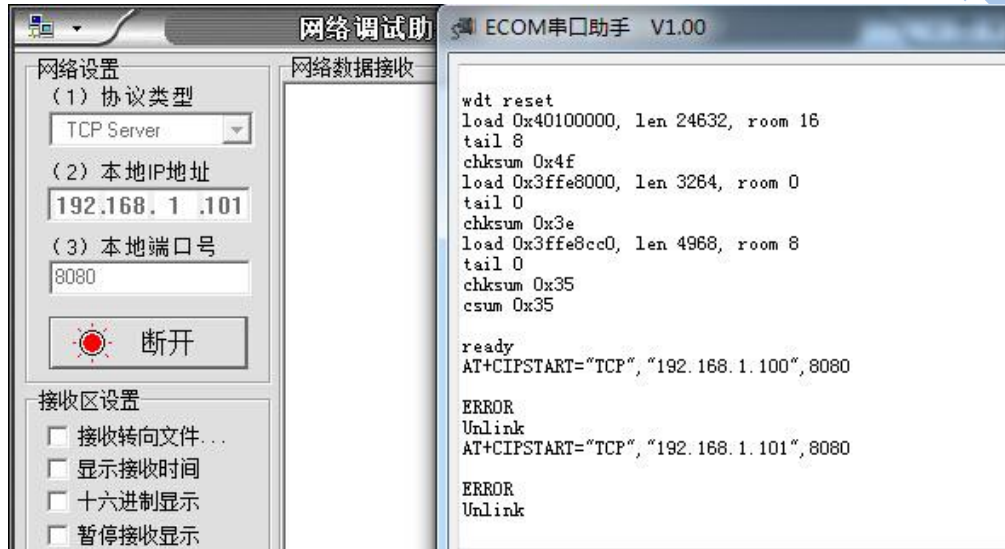 网络调试助
网络设置
(1) 协议类型
TCP Server
(2) 本地IP地址
192.168. 1 .101
(3) 本地端口号
8080
断开
接收区设置
接收转向文件...
显示接收时间
十六进制显示
暂停接收显示
网络数据接收
ECOM串口助手 V1.00
wdt reset
load 0x40100000, len 24632, room 16
tail 8
chksum 0x4f
load 0x3ffe8000, len 3264, room 0
tail 0
chksum 0x3e
load 0x3ffe8cc0, len 4968, room 8
tail 0
chksum 0x35
csum 0x35
ready
AT+CIPSTART="TCP","192.168.1.100",8080
ERROR
Unlink
AT+CIPSTART="TCP","192.168.1.101",8080
ERROR
Unlink